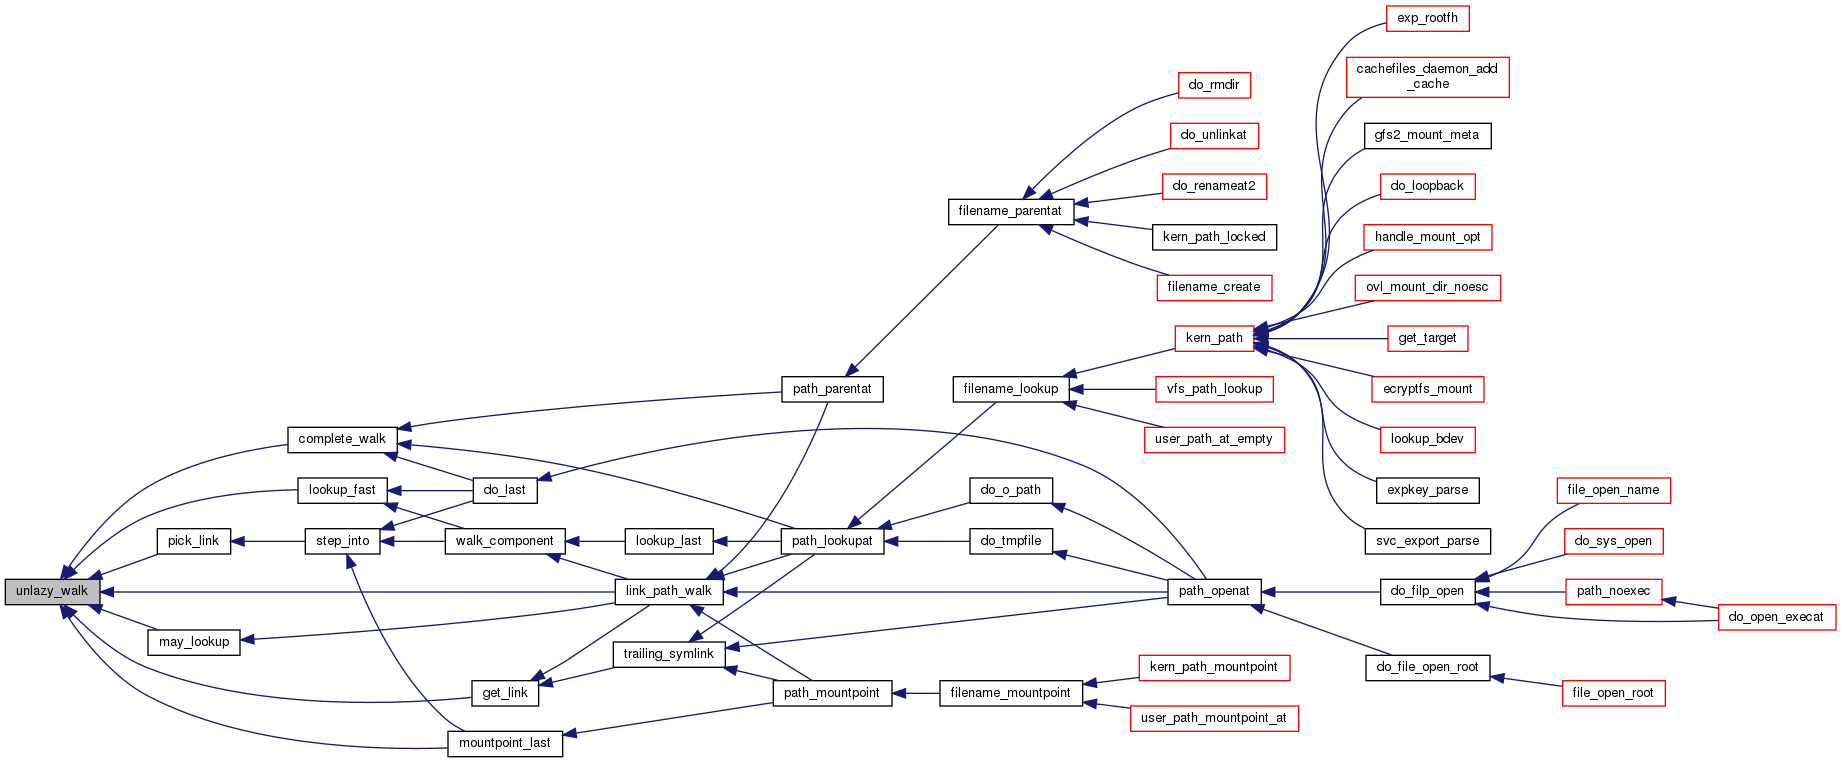 exp_rootfh
cachefiles_daemon_add
_cache
do_rmdir
gfs2_mount_meta
do_unlinkat
do_loopback
do_renameat2
filename_parentat
kern_path_locked
handle_mount_opt
filename_create
ovl_mount_dir_noesc
kern_path
get_target
path_parentat
filename_lookup
vfs_path_lookup
ecryptfs_mount
complete_walk
user_path_at_empty
lookup_bdev
lookup_fast
do_last
do_o_path
expkey_parse
file_open_name
pick_link
step_into
walk_component
lookup_last
path_lookupat
do_tmpfile
svc_export_parse
do_sys_open
unlazy_walk
link_path_walk
path_openat
do_filp_open
path_noexec
do_open_execat
may_lookup
trailing_symlink
kern_path_mountpoint
do_file_open_root
get_link
path_mountpoint
filename_mountpoint
file_open_root
user_path_mountpoint_at
mountpoint_last